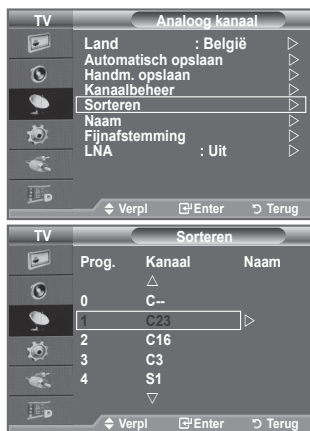 TV Analoog kanaal
Land : België
Automatisch opslaan
Handm. opslaan
Kanaalbeheer
Sorteren
Naam
Fijnafstemming
LNA : Uit
Verpl Enter Terug
TV Sorteren
Prog. Kanaal Naam
0 C--
1 C23
2 C16
3 C3
4 S1
Verpl Enter Terug